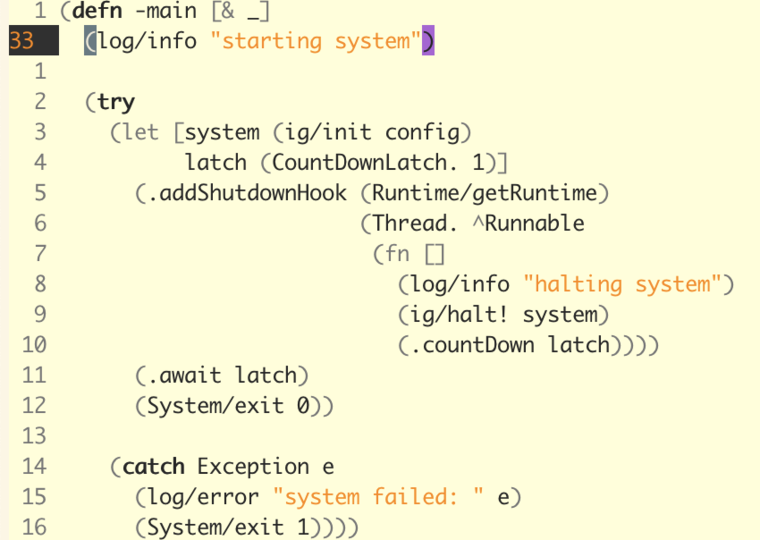 1 (defn -main [& _]
33 (log/info "starting system")
1
2 (try
3 (let [system (ig/init config)
4 latch (CountDownLatch. 1)]
5 (.addShutdownHook (Runtime/getRuntime)
6 (Thread. ^Runnable
7 (fn []
8 (log/info "halting system")
9 (ig/halt! system)
10 (.countDown latch))))
11 (.await latch)
12 (System/exit 0))
13
14 (catch Exception e
15 (log/error "system failed: " e)
16 (System/exit 1))))